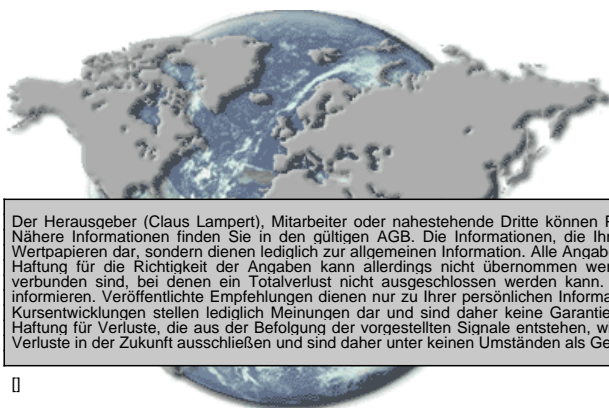 Der Herausgeber (Claus Lampert), Mitarbeiter oder nahestehende Dritte können
Nähere Informationen finden Sie in den gültigen AGB. Die Informationen, die
Wertpapieren dar, sondern dienen lediglich zur allgemeinen Information. Alle
Haftung für die Richtigkeit der Angaben kann allerdings nicht übernommen
verbunden sind, bei denen ein Totalverlust nicht ausgeschlossen werden kann.
informieren. Veröffentlichte Empfehlungen dienen nur zu Ihrer persönlichen
Kursentwicklungen stellen lediglich Meinungen dar und sind daher keine
Haftung für Verluste, die aus der Befolgung der vorgestellten Signale entstehen,
Verluste in der Zukunft ausschließen und sind daher unter keinen Umständen als